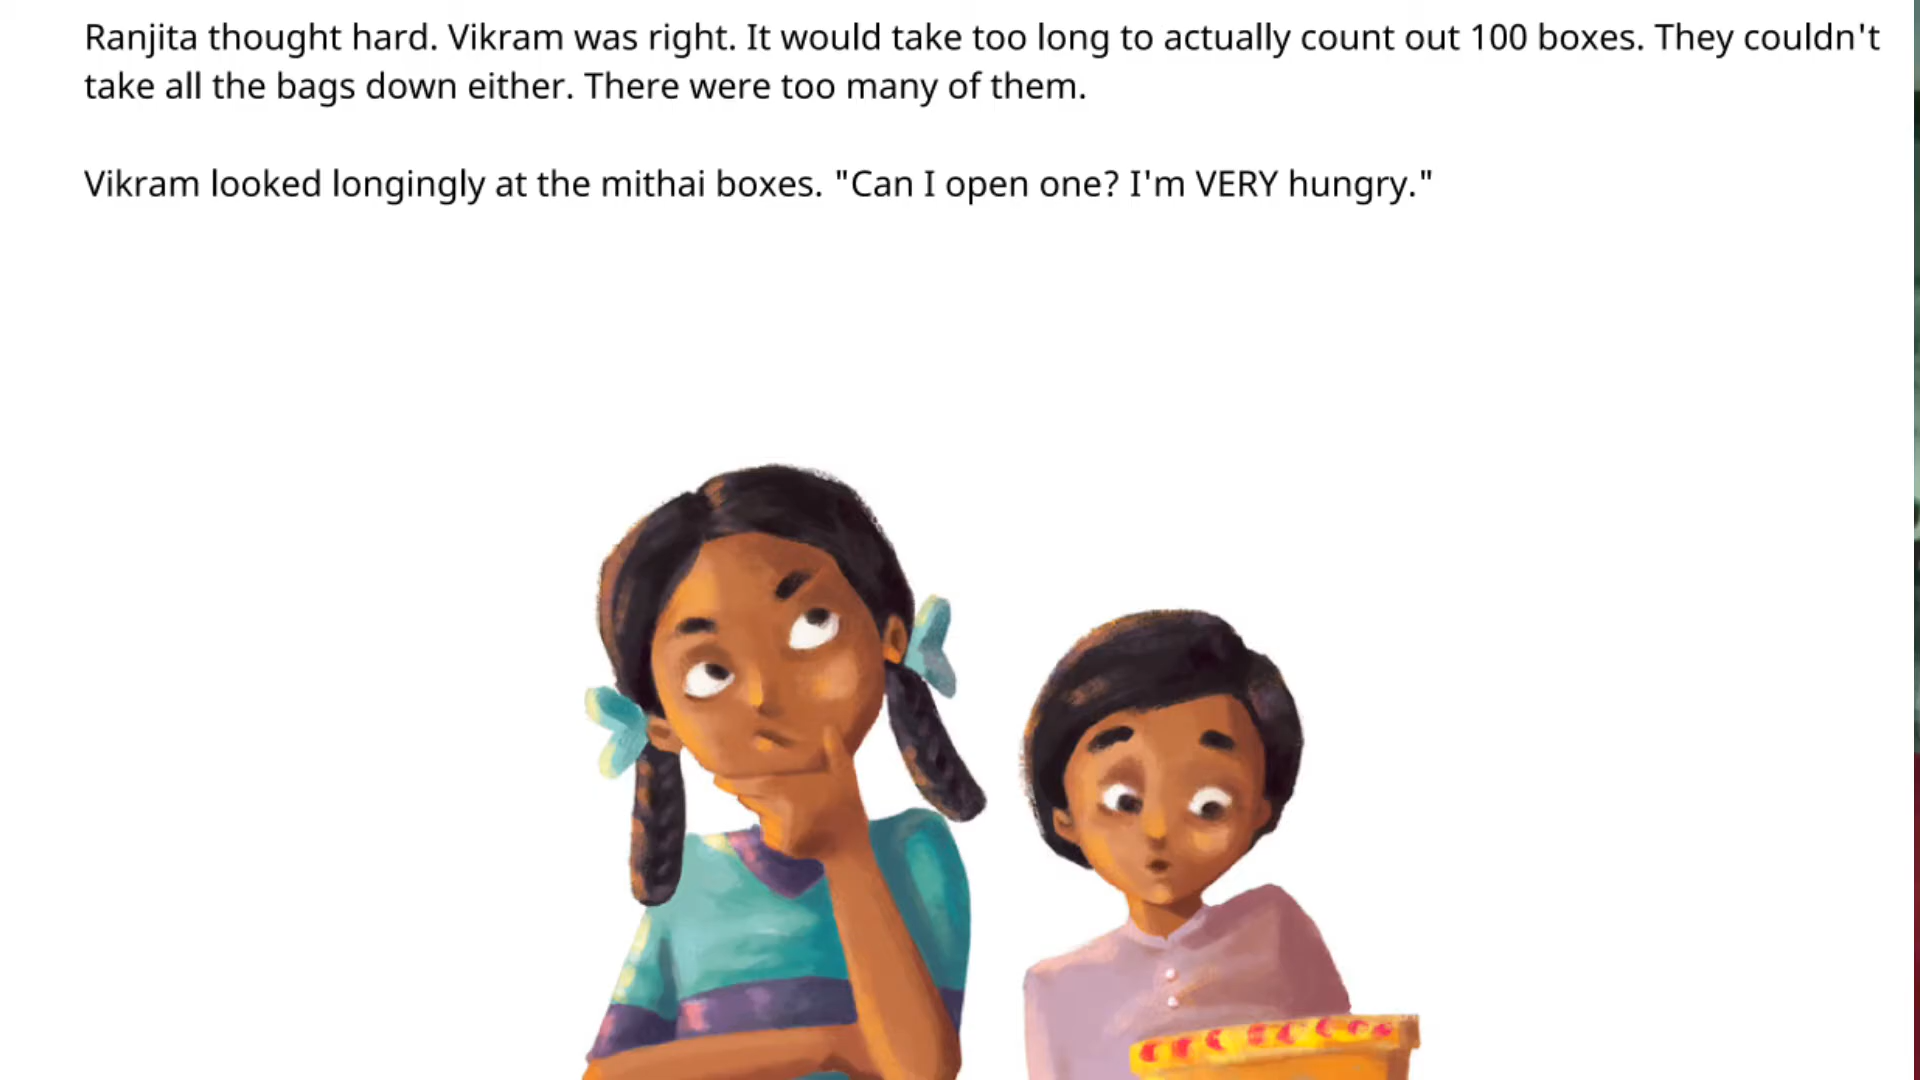 Ranjita thought hard. Vikram was right. It would take too long to actually count out 100 boxes. They couldn't
take all the bags down either. There were too many of them.
Vikram looked longingly at the mithai boxes. "Can I open one? I'm VERY hungry."